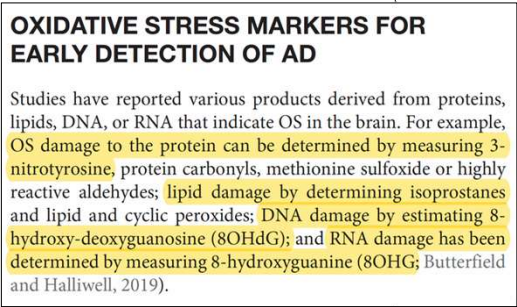 OXIDATIVE STRESS MARKERS FOR
EARLY DETECTION OF AD
Studies have reported various products derived from proteins,
lipids, DNA, or RNA that indicate OS in the brain. For example,
OS damage to the protein can be determined by measuring 3-
nitrotyrosine, protein carbonyls, methionine sulfoxide or highly
reactive aldehydes; lipid damage by determining isoprostanes
and lipid and cyclic peroxides; DNA damage by estimating 8-
hydroxy-deoxyguanosine (8OHdG); and RNA damage has been
determined by measuring 8-hydroxyguanine (8OHG; Butterfield
and Halliwell, 2019).